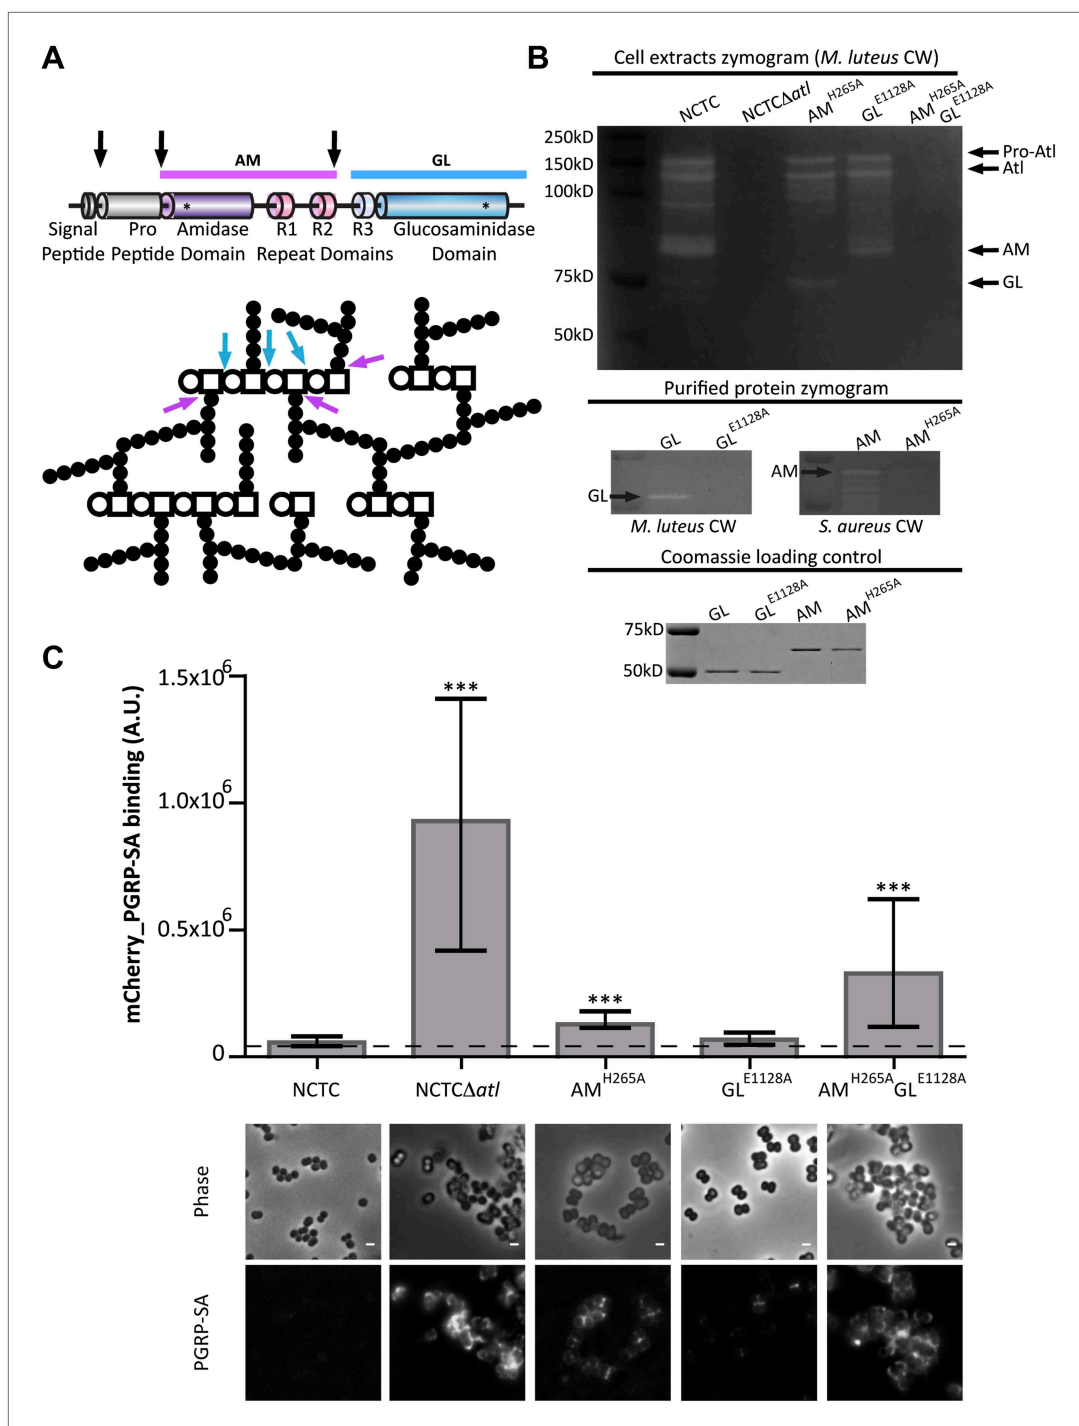 A
AM
GL
*
*
Signal Pro Amidase R1 R2 R3 Glucosaminidase
Peptide Peptide Domain Repeat Domains Domain
B
Cell extracts zymogram (M. luteus CW)
NCTC
NCTCΔatl
AM^H265A
GL^E1128A
AM^H265A
GL^E1128A
250kD
150kD
100kD
75kD
50kD
Pro-Atl
Atl
AM
GL
Purified protein zymogram
GL
GL^E1128A
GL
M. luteus CW
AM
AM^H265A
AM
S. aureus CW
Coomassie loading control
GL
GL^E1128A
AM
AM^H265A
75kD
50kD
C
mCherry_PGRP-SA binding (A.U.)
1.5x10^6
1.0x10^6
0.5x10^6
0
***
***
***
NCTC
NCTCΔatl
AM^H265A
GL^E1128A
AM^H265AGL^E1128A
Phase
PGRP-SA